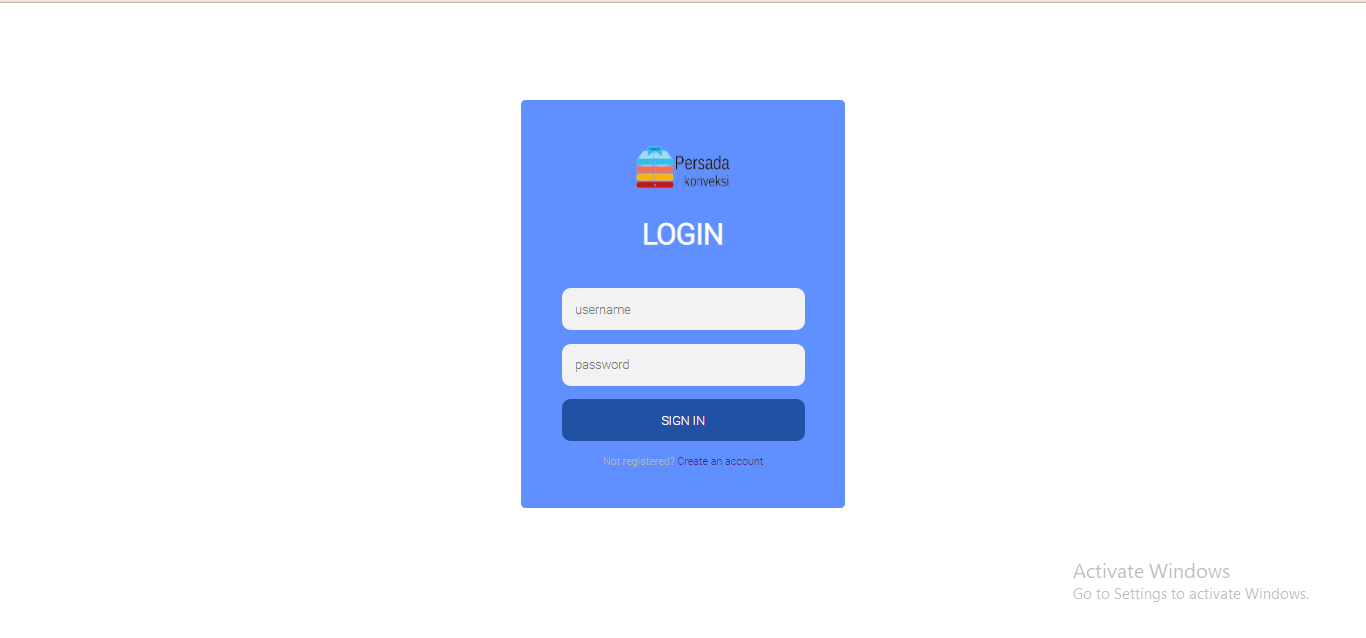 Persada
konveksi
LOGIN
username
password
SIGN IN
Not registered? Create an account
Activate Windows
Go to Settings to activate Windows.